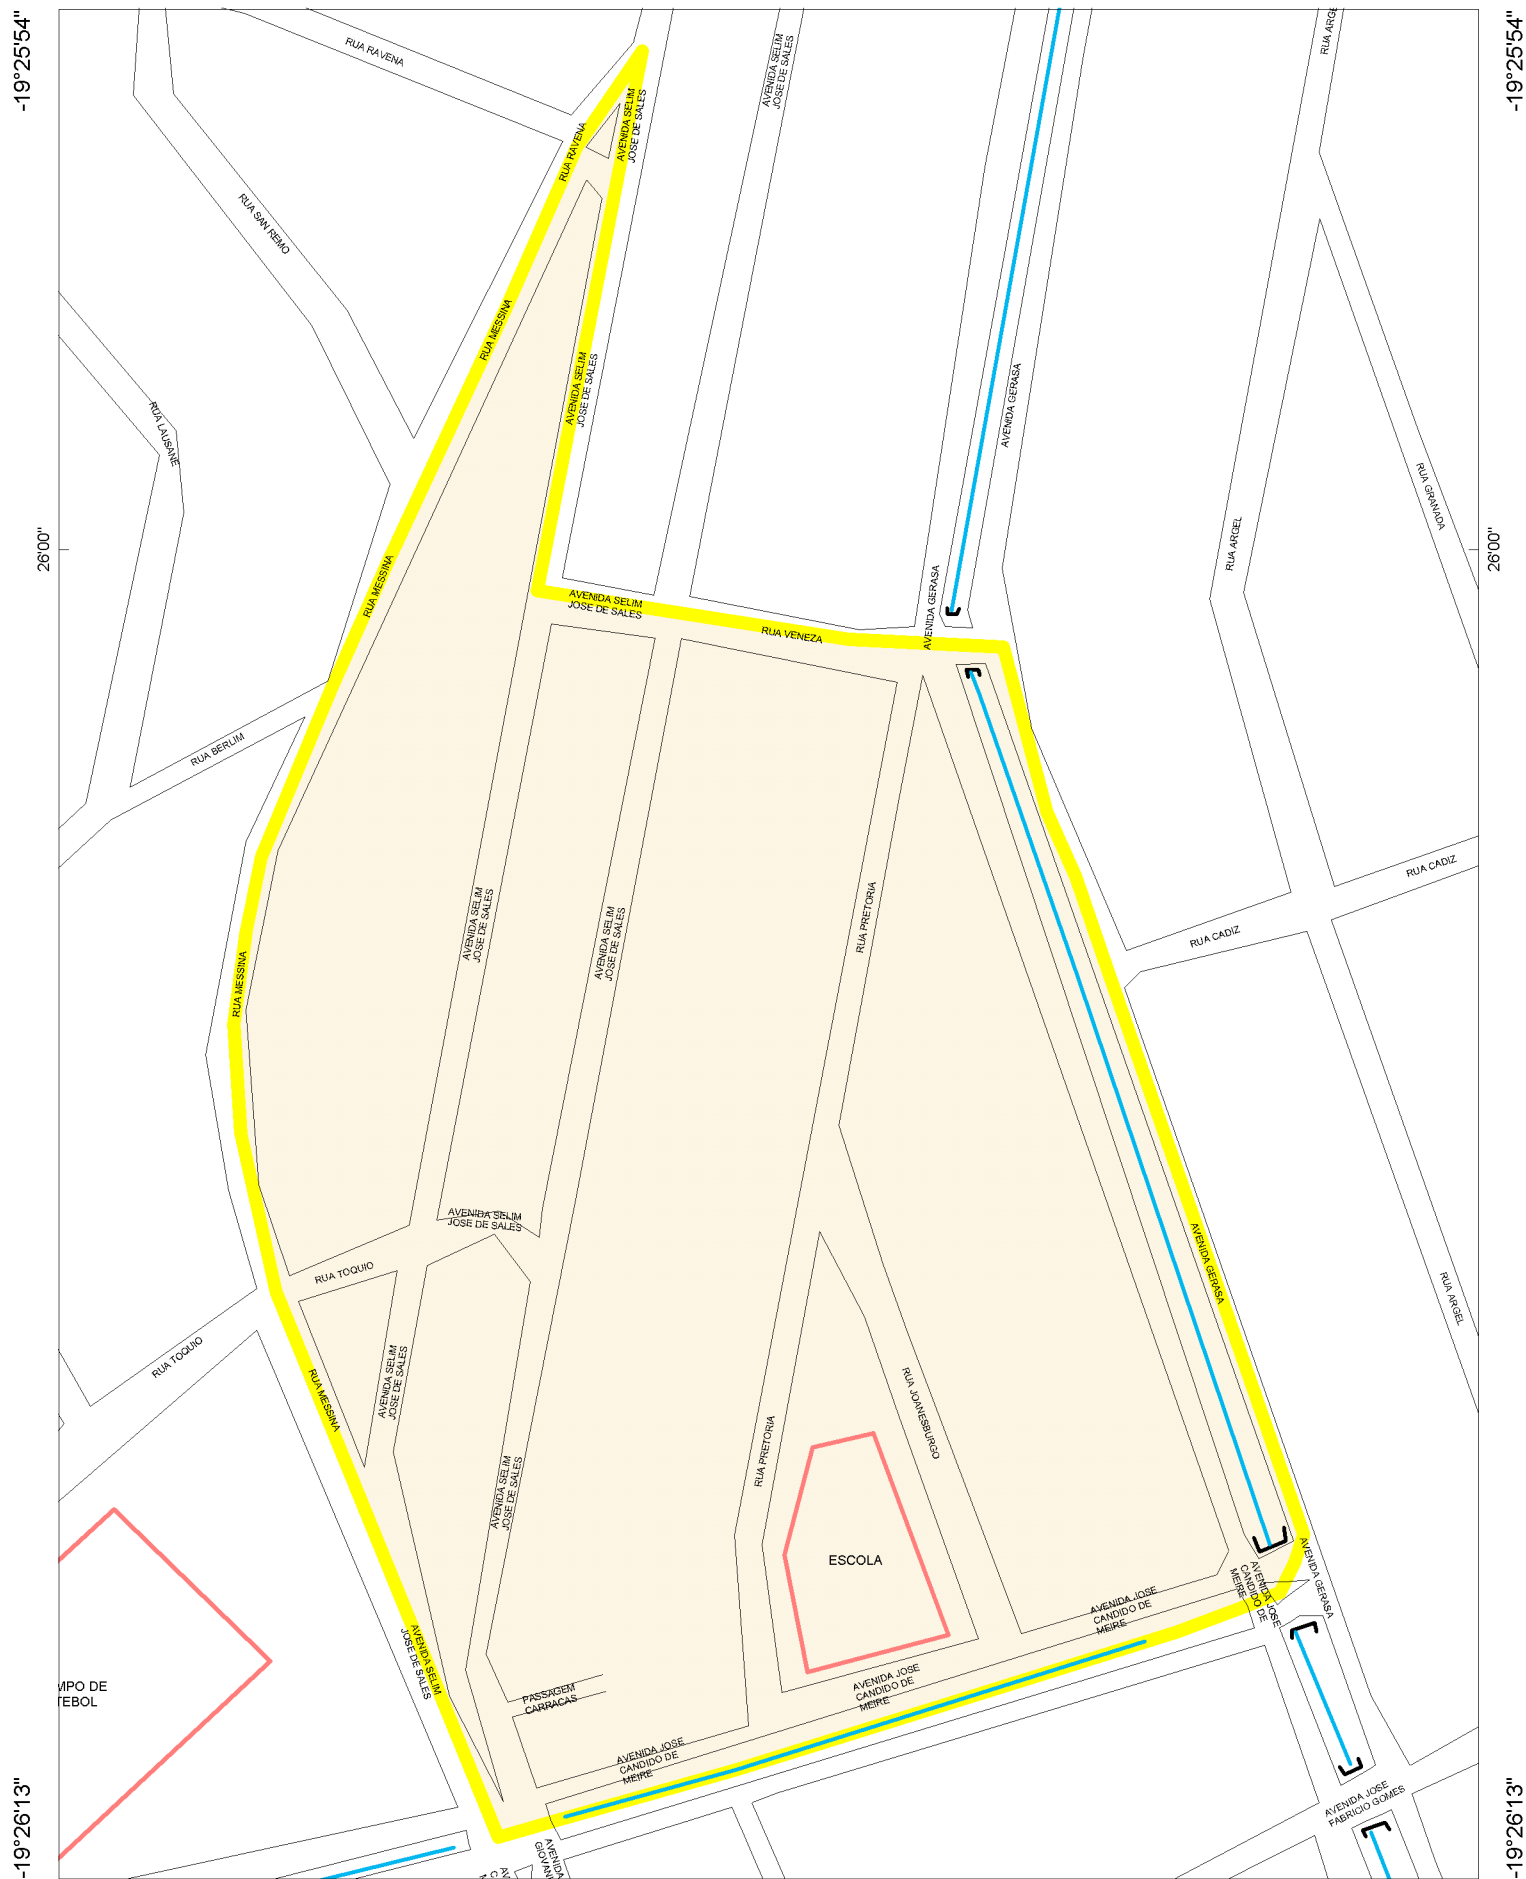 -19°25'54"
-19°25'54"
RUA RAVENA
AVENIDA SELIM
JOSE DE SALES
RUA ARGE
AVENIDA SELIM
JOSE DE SALES
RUA RAVENA
RUA SAN REMO
RUA MESSINA
AVENIDA SELIM
JOSE DE SALES
AVENIDA GERASA
RUA LAUSANE
RUA GRANADA
26'00"
26'00"
RUA ARGEL
RUA MESSINA
AVENIDA SELIM
JOSE DE SALES
AVENIDA GERASA
RUA VENEZA
RUA BERLIM
RUA CADIZ
RUA CADIZ
RUA PRETORIA
AVENIDA SELIM
JOSE DE SALES
AVENIDA SELIM
JOSE DE SALES
RUA MESSINA
AVENIDA SELIM
JOSE DE SALES
RUA TOQUIO
AVENIDA GERASA
RUA ARGEL
RUA TOQUIO
AVENIDA SELIM
JOSE DE SALES
RUA MESSINA
RUA JOANESBURGO
RUA PRETORIA
AVENIDA SELIM
JOSE DE SALES
ESCOLA
AVENIDA GERASA
AVENIDA JOSE
CANDIDO DE
MEIRE
AVENIDA JOSE
CANDIDO DE
MEIRE
AVENIDA SELIM
JOSE DE SALES
MPO DE
TEBOL
PASSAGEM
CARRACAS
AVENIDA JOSE
CANDIDO DE
MEIRE
AVENIDA JOSE
CANDIDO DE
MEIRE
AVENIDA JOSE
FABRICIO GOMES
-19°26'13"
-19°26'13"
AVENIDA
GIOVANI